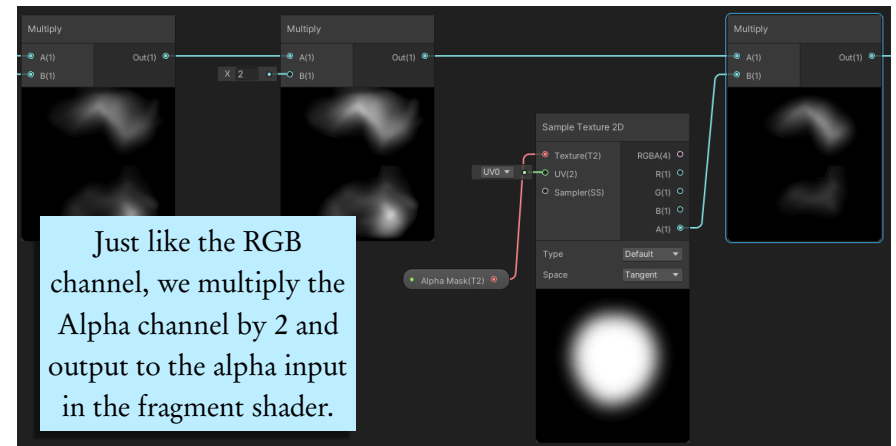 Multiply
A(1) Out(1)
B(1)
Multiply
A(1) Out(1)
X 2 B(1)
Multiply
A(1) Out(1)
B(1)
Sample Texture 2D
Texture(T2) RGBA(4)
UV0 UV(2) R(1)
Sampler(SS) G(1)
B(1)
A(1)
Type Default
Space Tangent
Alpha Mask(T2)
Just like the RGB
channel, we multiply the
Alpha channel by 2 and
output to the alpha input
in the fragment shader.